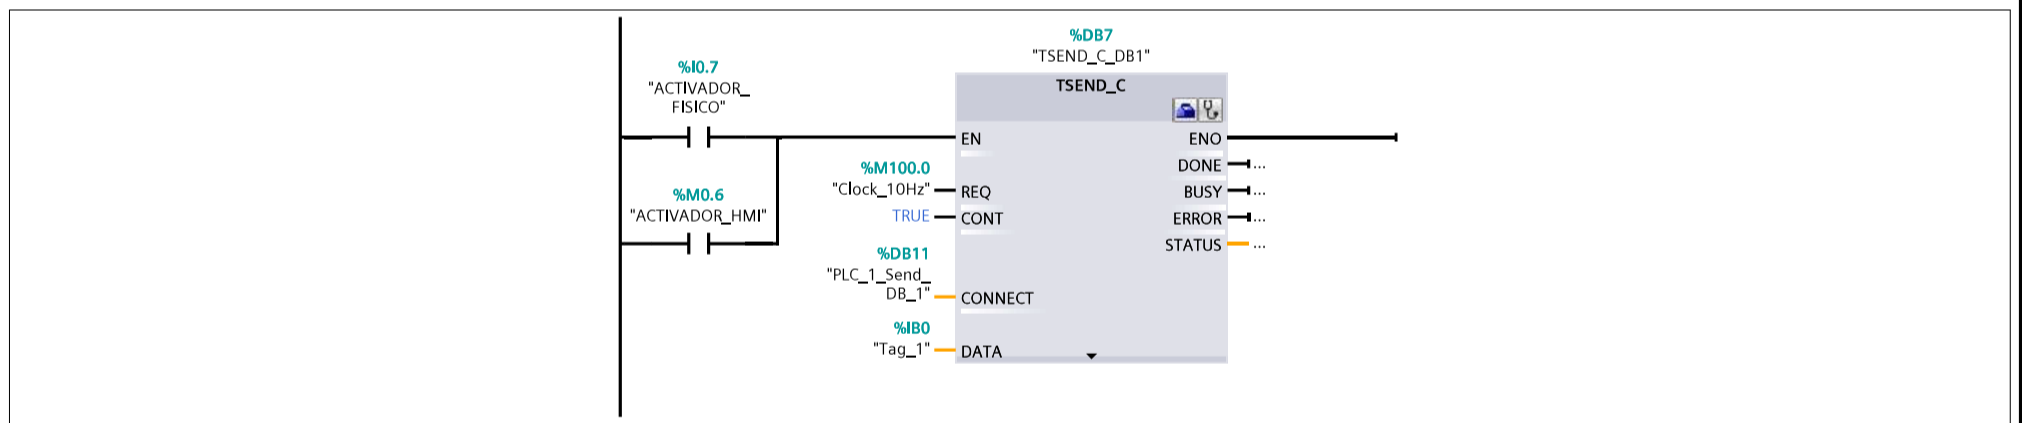 %DB7
"TSEND_C_DB1"
TSEND_C
%I0.7
"ACTIVADOR_
FISICO"
EN
ENO
DONE
...
%M100.0
"Clock_10Hz"
REQ
BUSY
...
%M0.6
"ACTIVADOR_HMI"
TRUE
CONT
ERROR
...
STATUS
...
%DB11
"PLC_1_Send_
DB_1"
CONNECT
%IB0
"Tag_1"
DATA